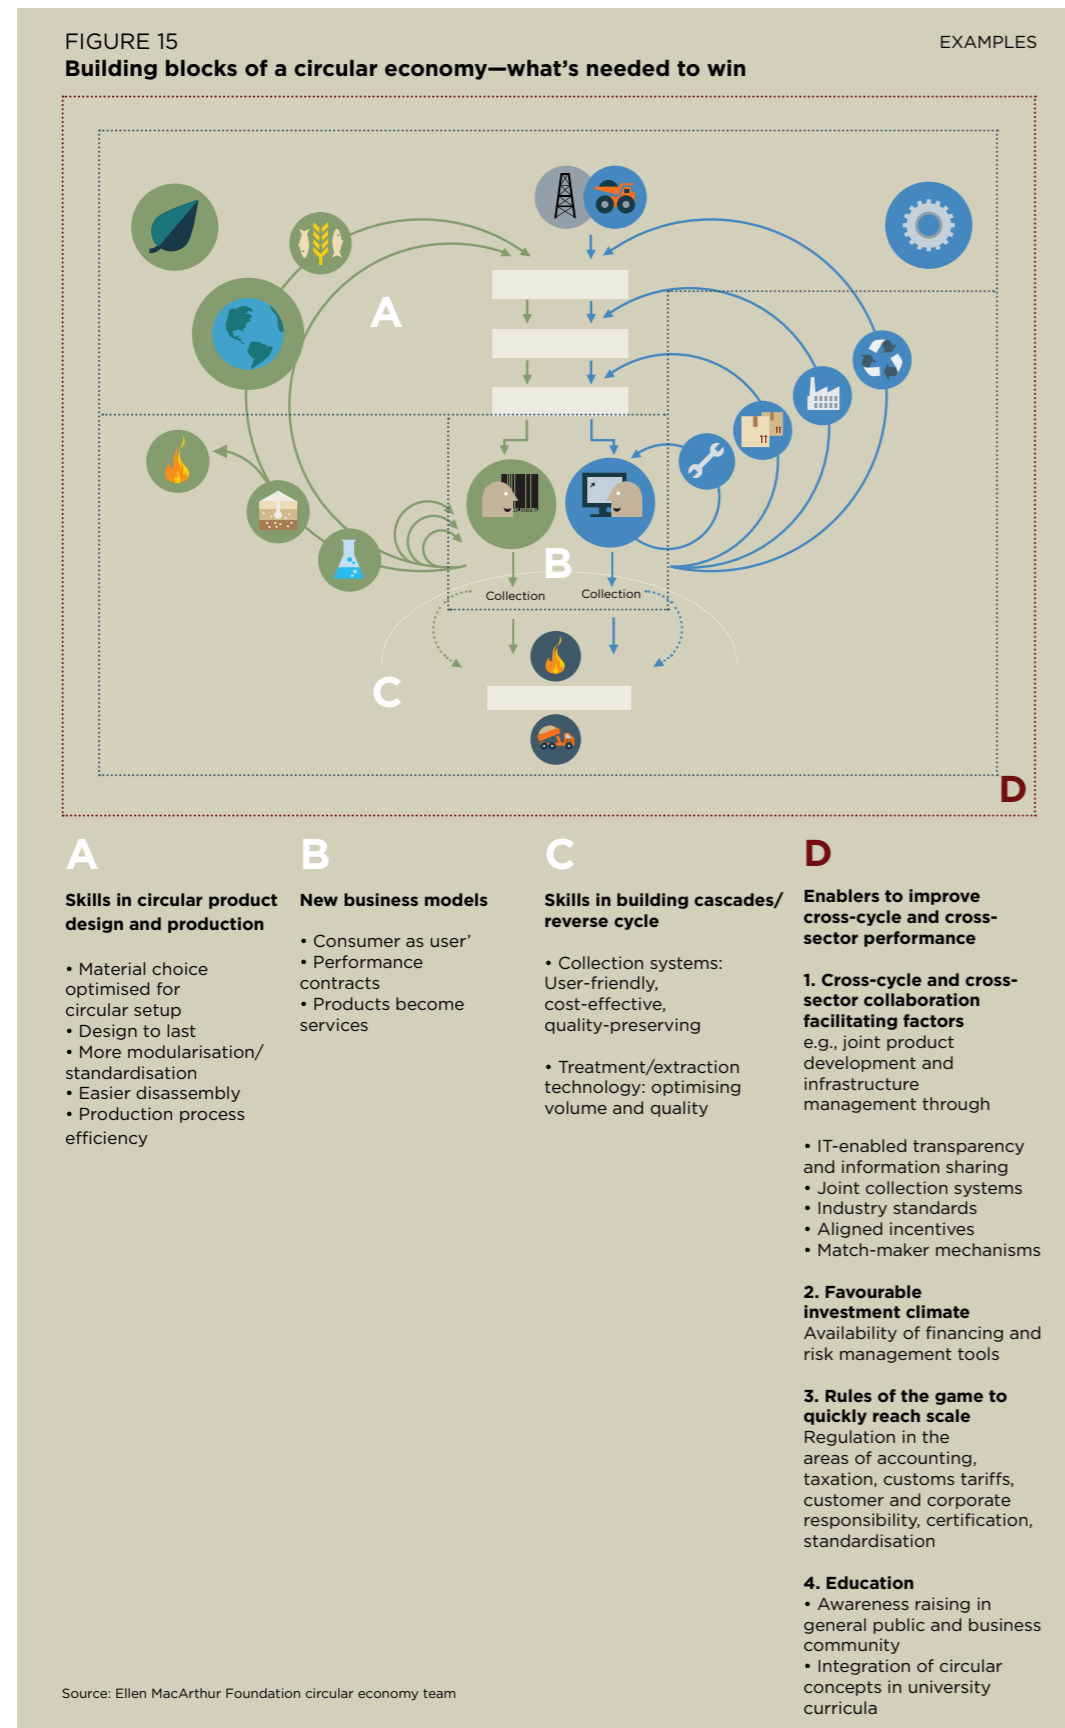 FIGURE 15
EXAMPLES
Building blocks of a circular economy—what's needed to win
A
B
Collection
Collection
C
D
A
Skills in circular product
design and production
• Material choice
optimised for
circular setup
• Design to last
• More modularisation/
standardisation
• Easier disassembly
• Production process
efficiency
B
New business models
• Consumer as user’
• Performance
contracts
• Products become
services
C
Skills in building cascades/
reverse cycle
• Collection systems:
User-friendly,
cost-effective,
quality-preserving
• Treatment/extraction
technology: optimising
volume and quality
D
Enablers to improve
cross-cycle and cross-
sector performance
1. Cross-cycle and cross-
sector collaboration
facilitating factors
e.g., joint product
development and
infrastructure
management through
• IT-enabled transparency
and information sharing
• Joint collection systems
• Industry standards
• Aligned incentives
• Match-maker mechanisms
2. Favourable
investment climate
Availability of financing and
risk management tools
3. Rules of the game to
quickly reach scale
Regulation in the
areas of accounting,
taxation, customs tariffs,
customer and corporate
responsibility, certification,
standardisation
4. Education
• Awareness raising in
general public and business
community
• Integration of circular
concepts in university
curricula
Source: Ellen MacArthur Foundation circular economy team